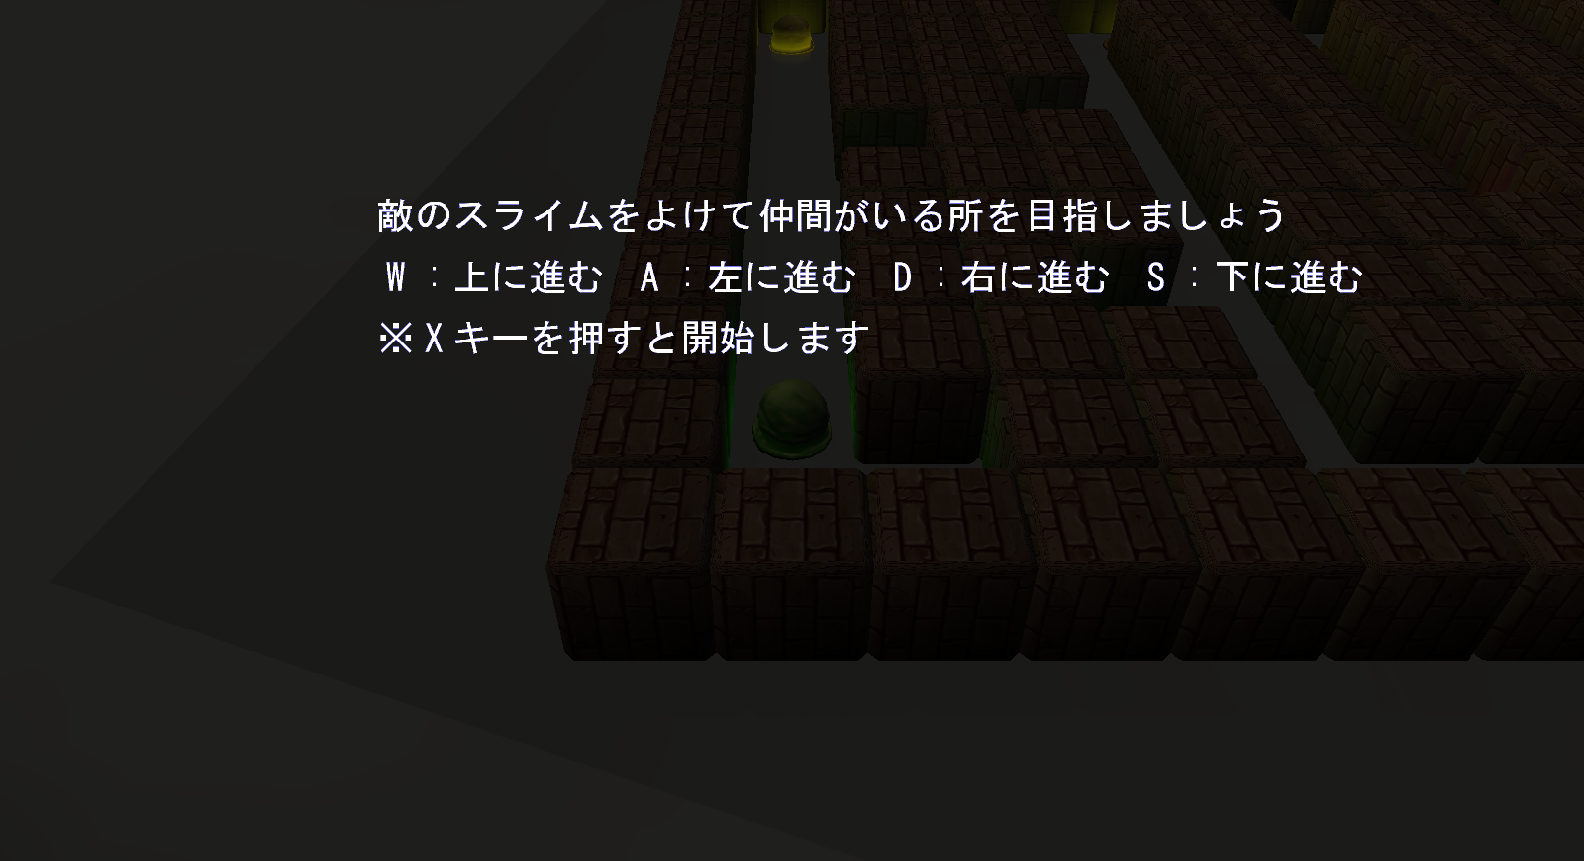 敵のスライムをよけて仲間がいる所を目指しましょう
W:上に進む　A:左に進む　D:右に進む　S:下に進む
※Xキーを押すと開始します